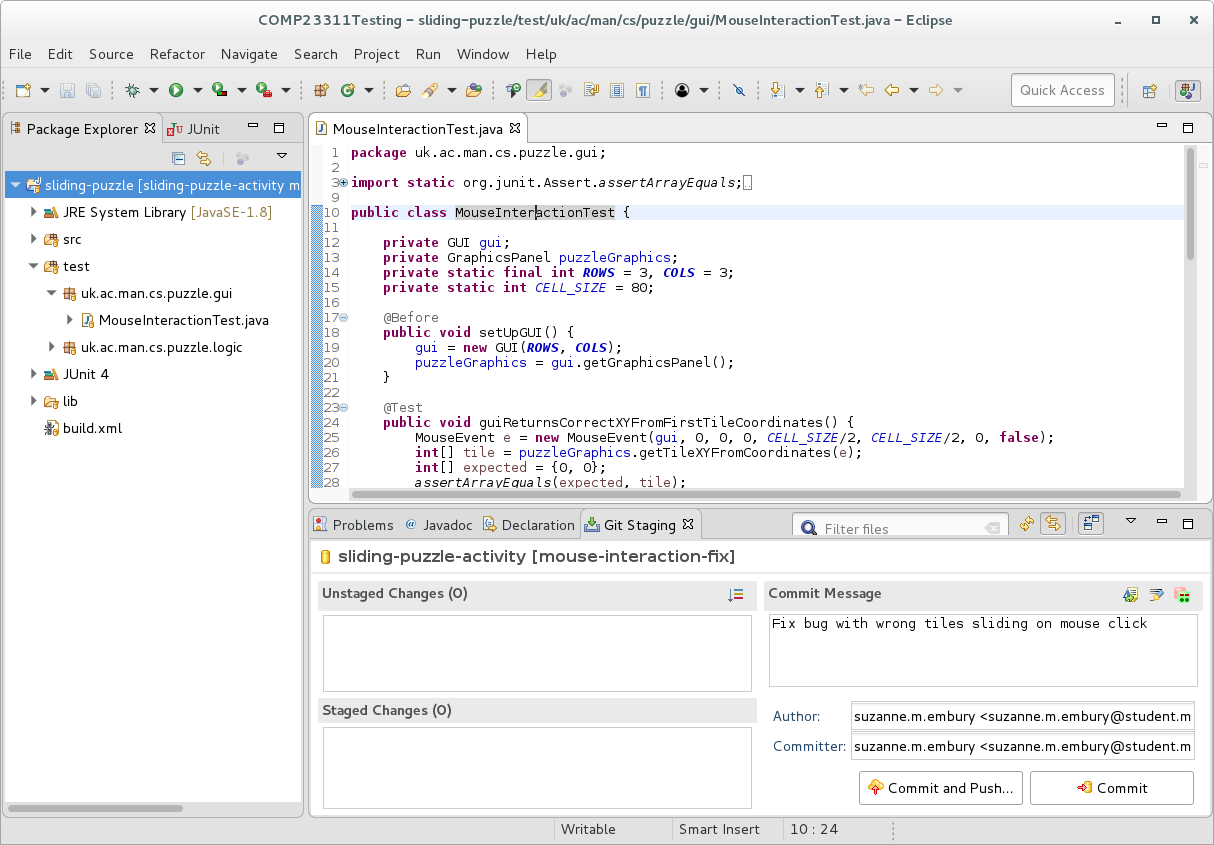 COMP23311Testing – sliding-puzzle/test/uk/ac/man/cs/puzzle/gui/MouseInteractionTest.java – Eclipse
File Edit Source Refactor Navigate Search Project Run Window Help
Quick Access
Package Explorer JUnit
sliding-puzzle [sliding-puzzle-activity m
JRE System Library [JavaSE-1.8]
src
test
uk.ac.man.cs.puzzle.gui
MouseInteractionTest.java
uk.ac.man.cs.puzzle.logic
JUnit 4
lib
build.xml
MouseInteractionTest.java
1 package uk.ac.man.cs.puzzle.gui;
2
3 import static org.junit.Assert.assertArrayEquals;
9
10 public class MouseInteractionTest {
11
12 private GUI gui;
13 private GraphicsPanel puzzleGraphics;
14 private static final int ROWS = 3, COLS = 3;
15 private static int CELL_SIZE = 80;
16
17 @Before
18 public void setUpGUI() {
19 gui = new GUI(ROWS, COLS);
20 puzzleGraphics = gui.getGraphicsPanel();
21 }
22
23 @Test
24 public void guiReturnsCorrectXYFromFirstTileCoordinates() {
25 MouseEvent e = new MouseEvent(gui, 0, 0, 0, CELL_SIZE/2, CELL_SIZE/2, 0, false);
26 int[] tile = puzzleGraphics.getTileXYFromCoordinates(e);
27 int[] expected = {0, 0};
28 assertArrayEquals(expected, tile);
Problems Javadoc Declaration Git Staging Filter files
sliding-puzzle-activity [mouse-interaction-fix]
Unstaged Changes (0)
Staged Changes (0)
Commit Message
Fix bug with wrong tiles sliding on mouse click
Author: suzanne.m.embury <suzanne.m.embury@student.m
Committer: suzanne.m.embury <suzanne.m.embury@student.m
Commit and Push... Commit
Writable Smart Insert 10 : 24